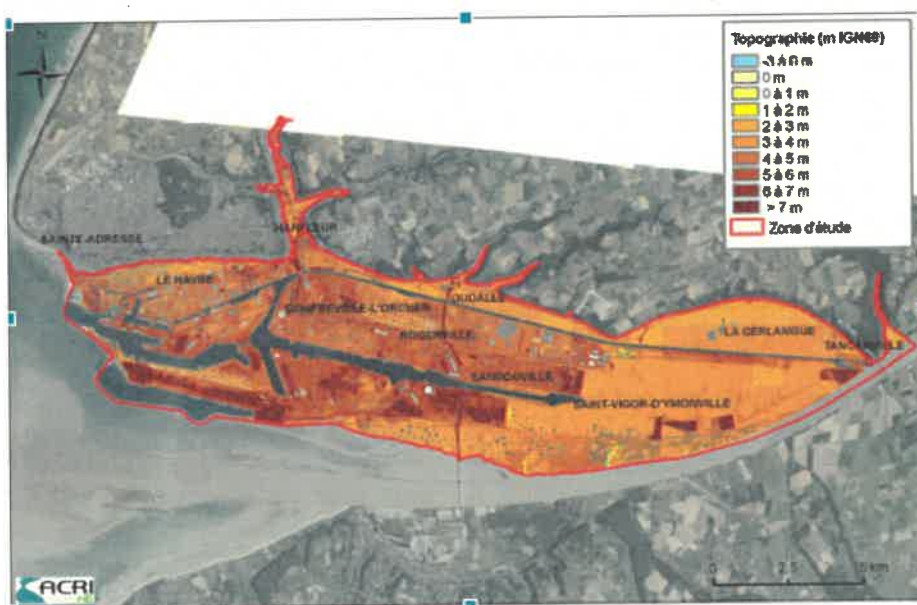 Topographie (m IGN69)
-3 à 0 m
0 m
0 à 1 m
1 à 2 m
2 à 3 m
3 à 4 m
4 à 5 m
5 à 6 m
6 à 7 m
> 7 m
Zone d'étude
N
HARFLEUR
SAINTE-ADRESSE
LE HAVRE
GONFREVILLE-L'ORCHER
OUDALLE
ROGERVILLE
LA CERLANGUE
TANCARVILLE
SANDOUVILLE
SAINT-VIGOR-D'YMONVILLE
0 2,5 5 km
ACRI